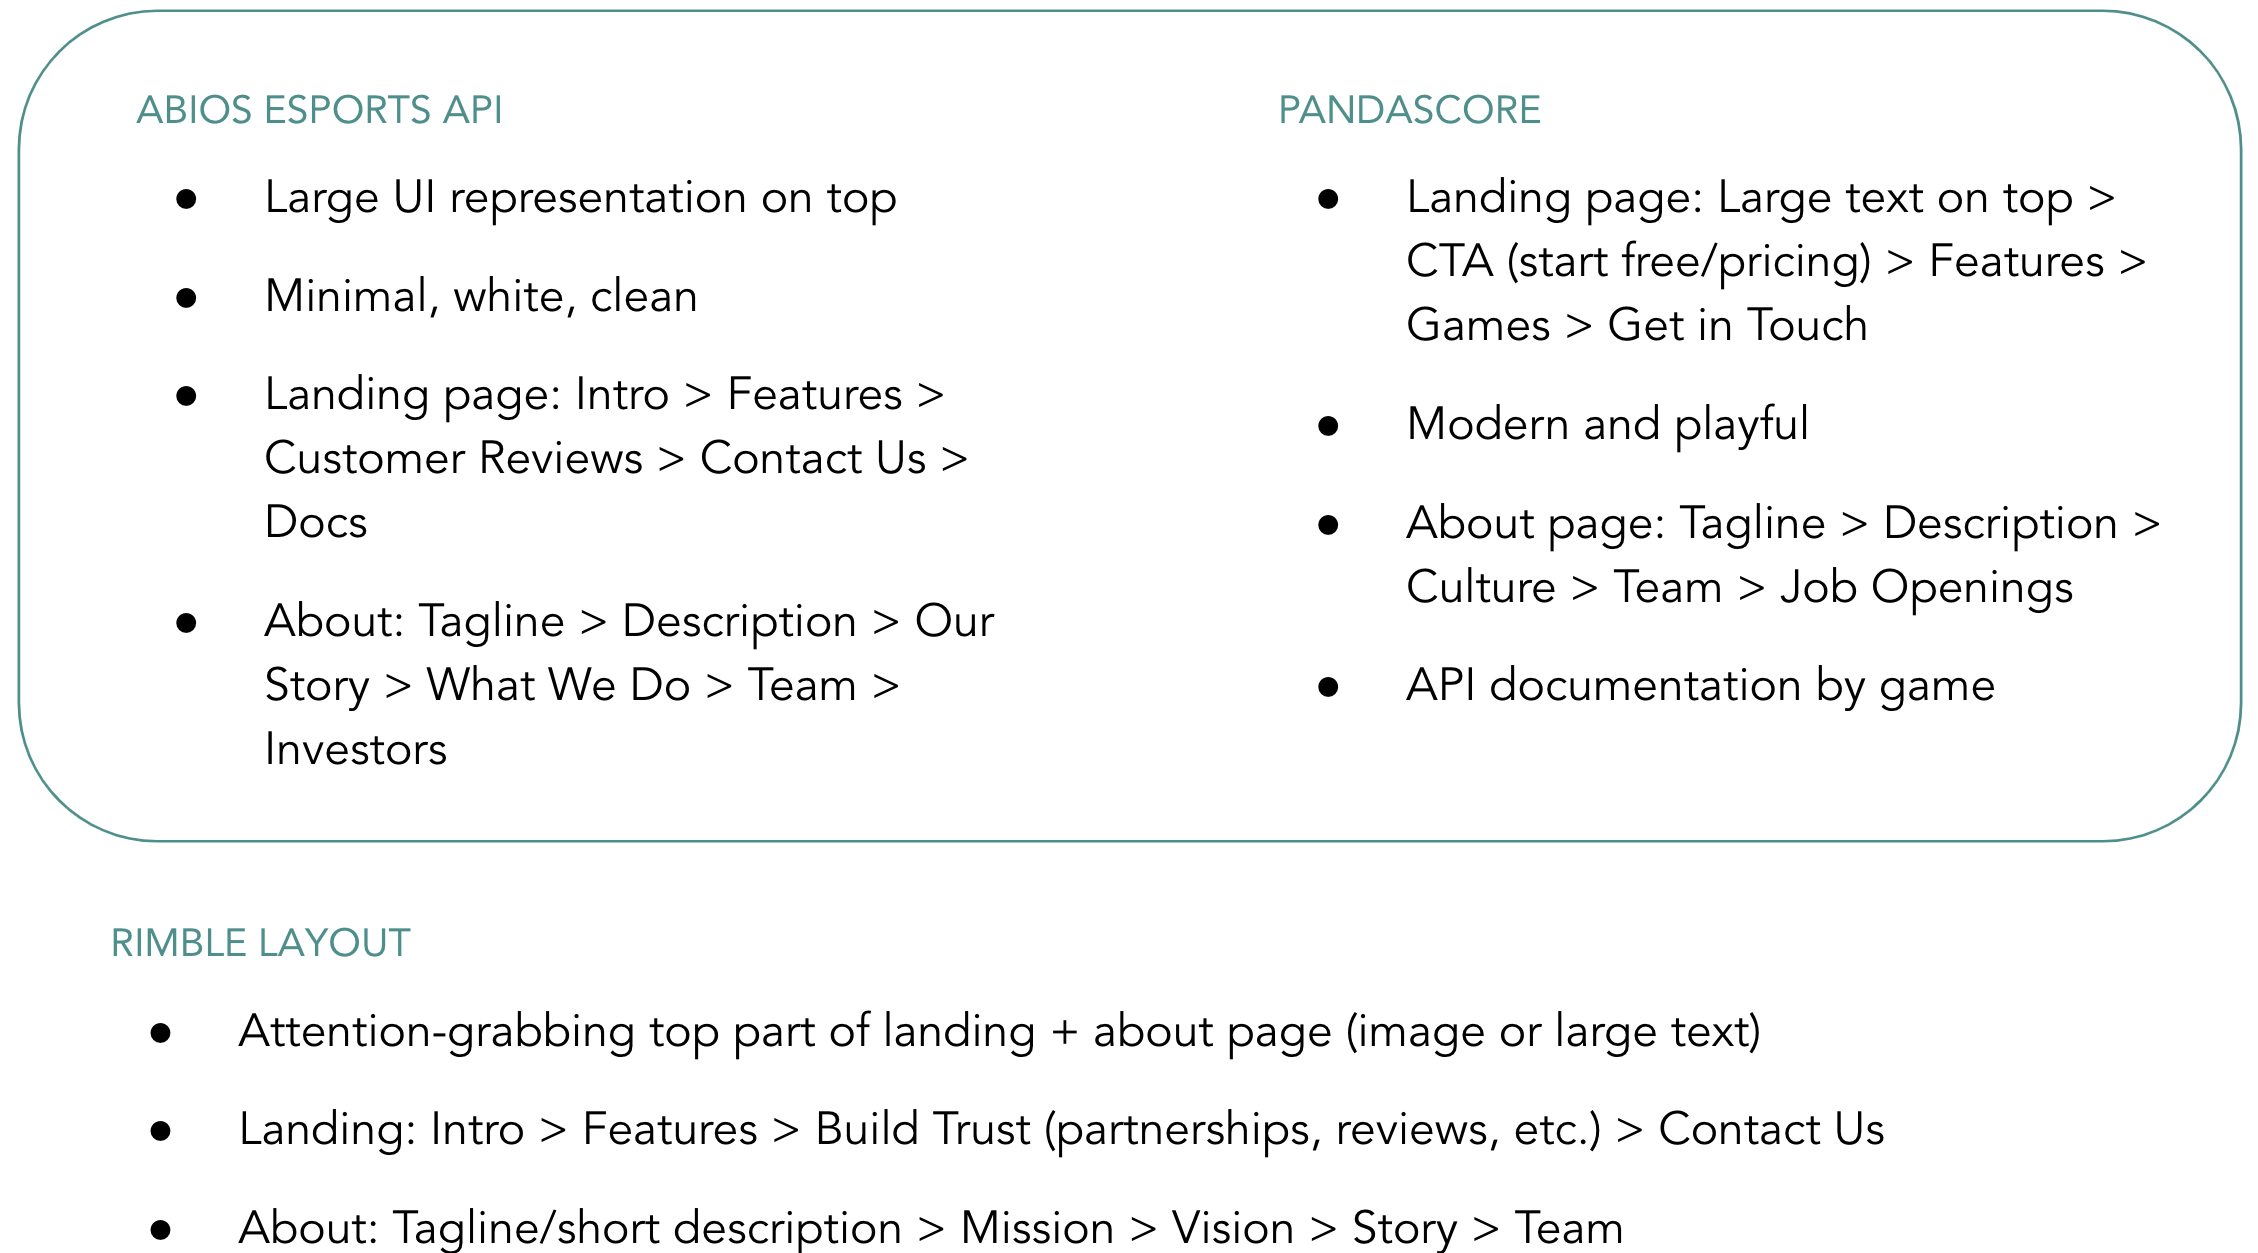 ABIOS ESPORTS API
● Large UI representation on top
● Minimal, white, clean
● Landing page: Intro > Features >
Customer Reviews > Contact Us >
Docs
● About: Tagline > Description > Our
Story > What We Do > Team >
Investors
PANDASCORE
● Landing page: Large text on top >
CTA (start free/pricing) > Features >
Games > Get in Touch
● Modern and playful
● About page: Tagline > Description >
Culture > Team > Job Openings
● API documentation by game
RIMBLE LAYOUT
● Attention-grabbing top part of landing + about page (image or large text)
● Landing: Intro > Features > Build Trust (partnerships, reviews, etc.) > Contact Us
● About: Tagline/short description > Mission > Vision > Story > Team